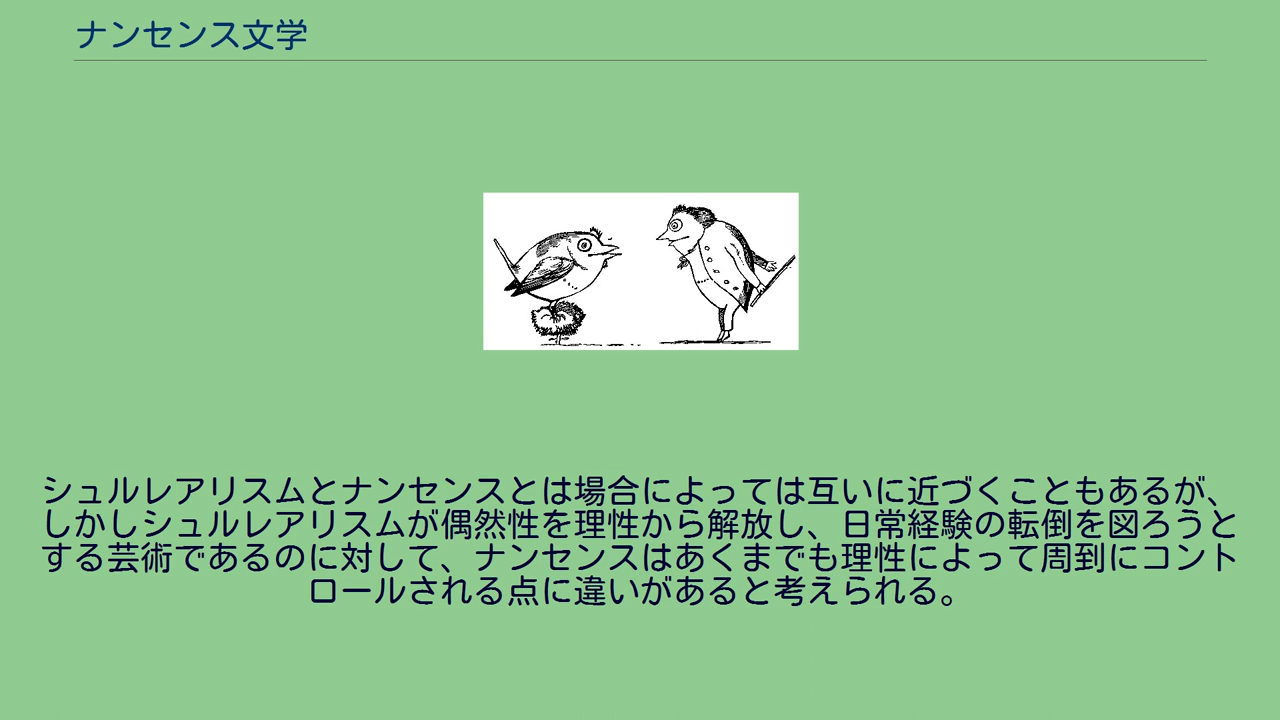 ナンセンス文学
シュルレアリスムとナンセンスとは場合によっては互いに近づくこともあるが、
しかしシュルレアリスムが偶然性を理性から解放し、日常経験の転倒を図ろうと
する芸術であるのに対して、ナンセンスはあくまでも理性によって周到にコント
ロールされる点に違いがあると考えられる。